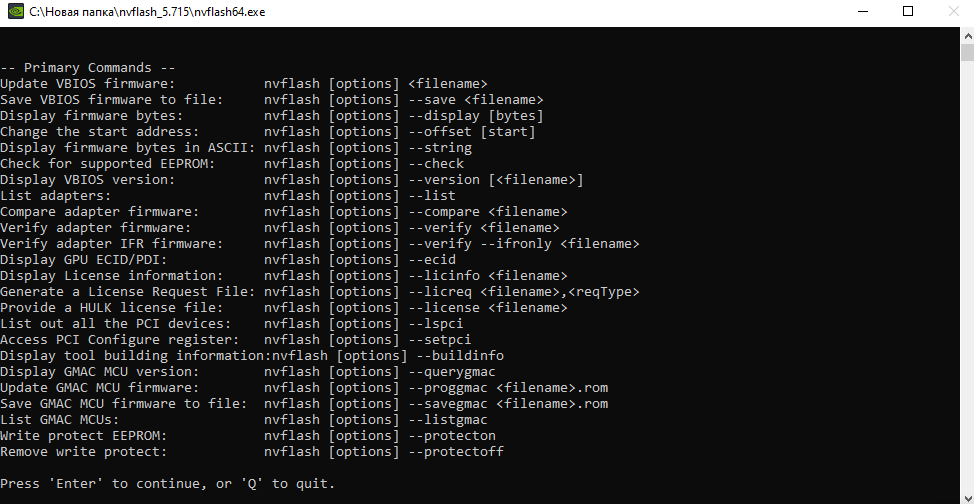 C:\Новая папка\nvflash_5.715\nvflash64.exe
-- Primary Commands --
Update VBIOS firmware: nvflash [options] <filename>
Save VBIOS firmware to file: nvflash [options] --save <filename>
Display firmware bytes: nvflash [options] --display [bytes]
Change the start address: nvflash [options] --offset [start]
Display firmware bytes in ASCII: nvflash [options] --string
Check for supported EEPROM: nvflash [options] --check
Display VBIOS version: nvflash [options] --version [<filename>]
List adapters: nvflash [options] --list
Compare adapter firmware: nvflash [options] --compare <filename>
Verify adapter firmware: nvflash [options] --verify <filename>
Verify adapter IFR firmware: nvflash [options] --verify --ifronly <filename>
Display GPU ECID/PDI: nvflash [options] --ecid
Display License information: nvflash [options] --licinfo <filename>
Generate a License Request File: nvflash [options] --licreq <filename>,<reqType>
Provide a HULK license file: nvflash [options] --license <filename>
List out all the PCI devices: nvflash [options] --lspci
Access PCI Configure register: nvflash [options] --setpci
Display tool building information:nvflash [options] --buildinfo
Display GMAC MCU version: nvflash [options] --querygmac
Update GMAC MCU firmware: nvflash [options] --proggmac <filename>.rom
Save GMAC MCU firmware to file: nvflash [options] --savegmac <filename>.rom
List GMAC MCUs: nvflash [options] --listgmac
Write protect EEPROM: nvflash [options] --protecton
Remove write protect: nvflash [options] --protectoff
Press 'Enter' to continue, or 'Q' to quit.